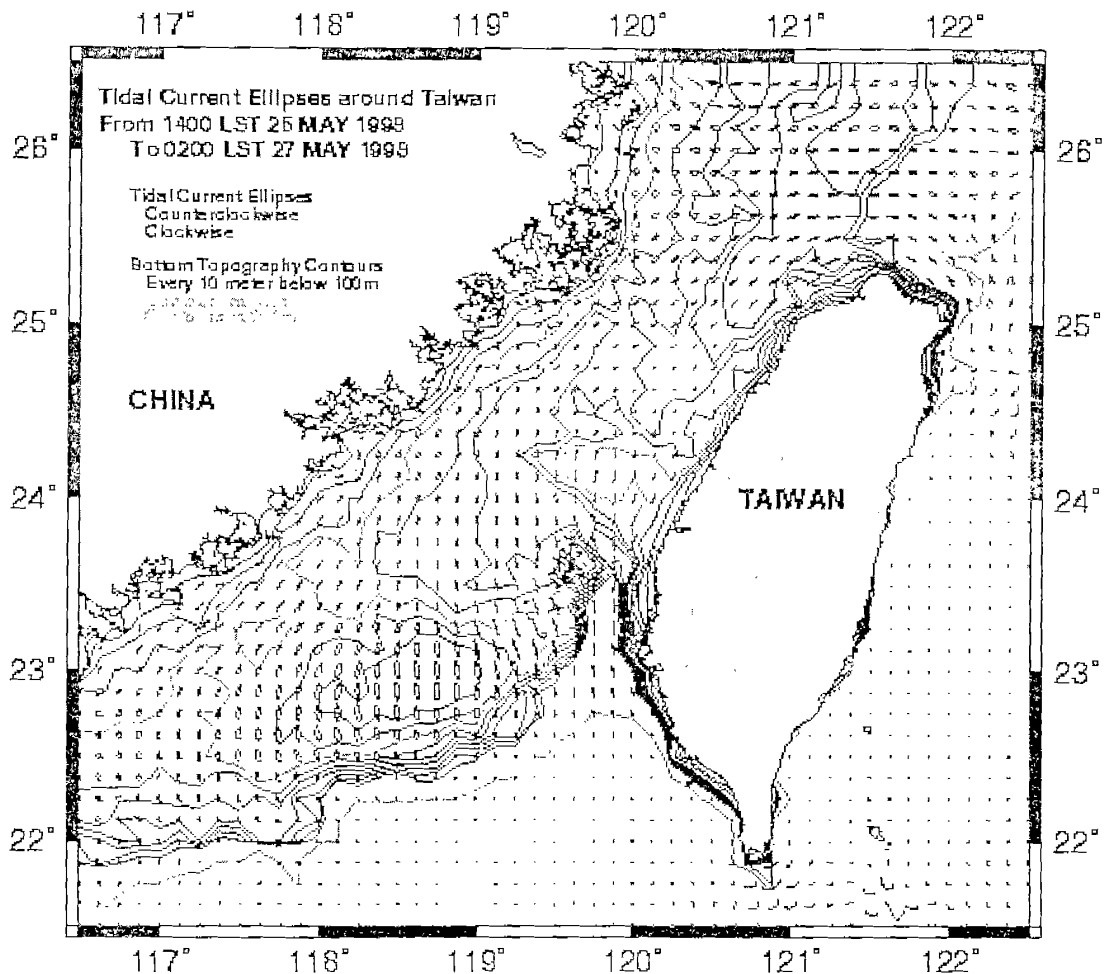 117° 118° 119° 120° 121° 122°
Tidal Current Ellipses around Taiwan
From 1400 LST 25 MAY 1998
To 0200 LST 27 MAY 1998
26° 26°
Tidal Current Ellipses
Counterclockwise
Clockwise
Bottom Topography Contours
Every 10 meter below 100m
25° 25°
CHINA
24° TAIWAN 24°
23° 23°
22° 22°
117° 118° 119° 120° 121° 122°